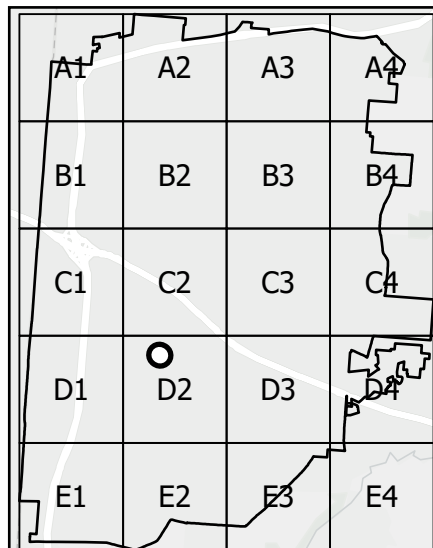 A1 A2 A3 A4
B1 B2 B3 B4
C1 C2 C3 C4
D1 D2 D3 D4
E1 E2 E3 E4